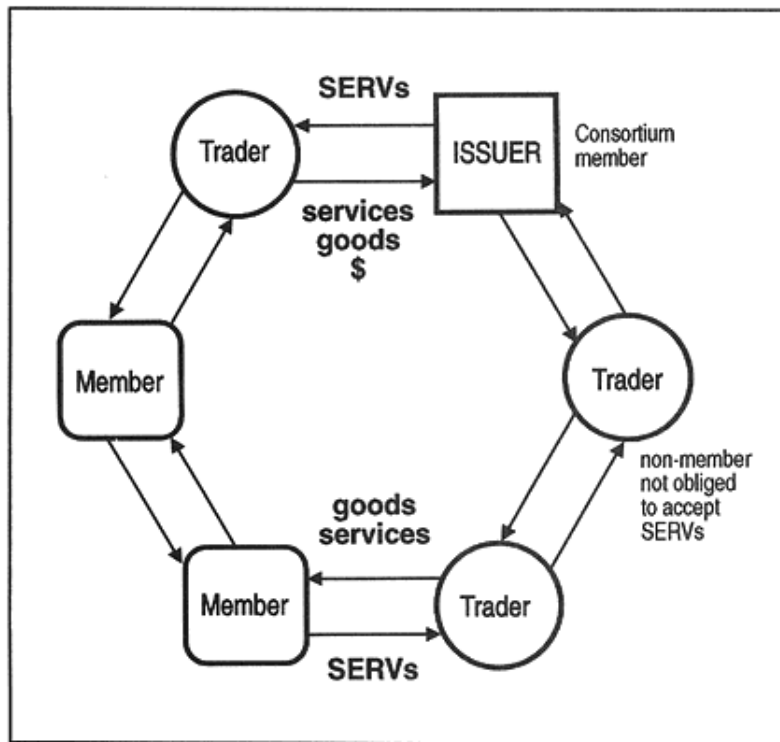 SERVs
Trader
ISSUER
Consortium
member
services
goods
$
Member
Trader
non-member
not obliged
to accept
SERVs
goods
services
Member
Trader
SERVs